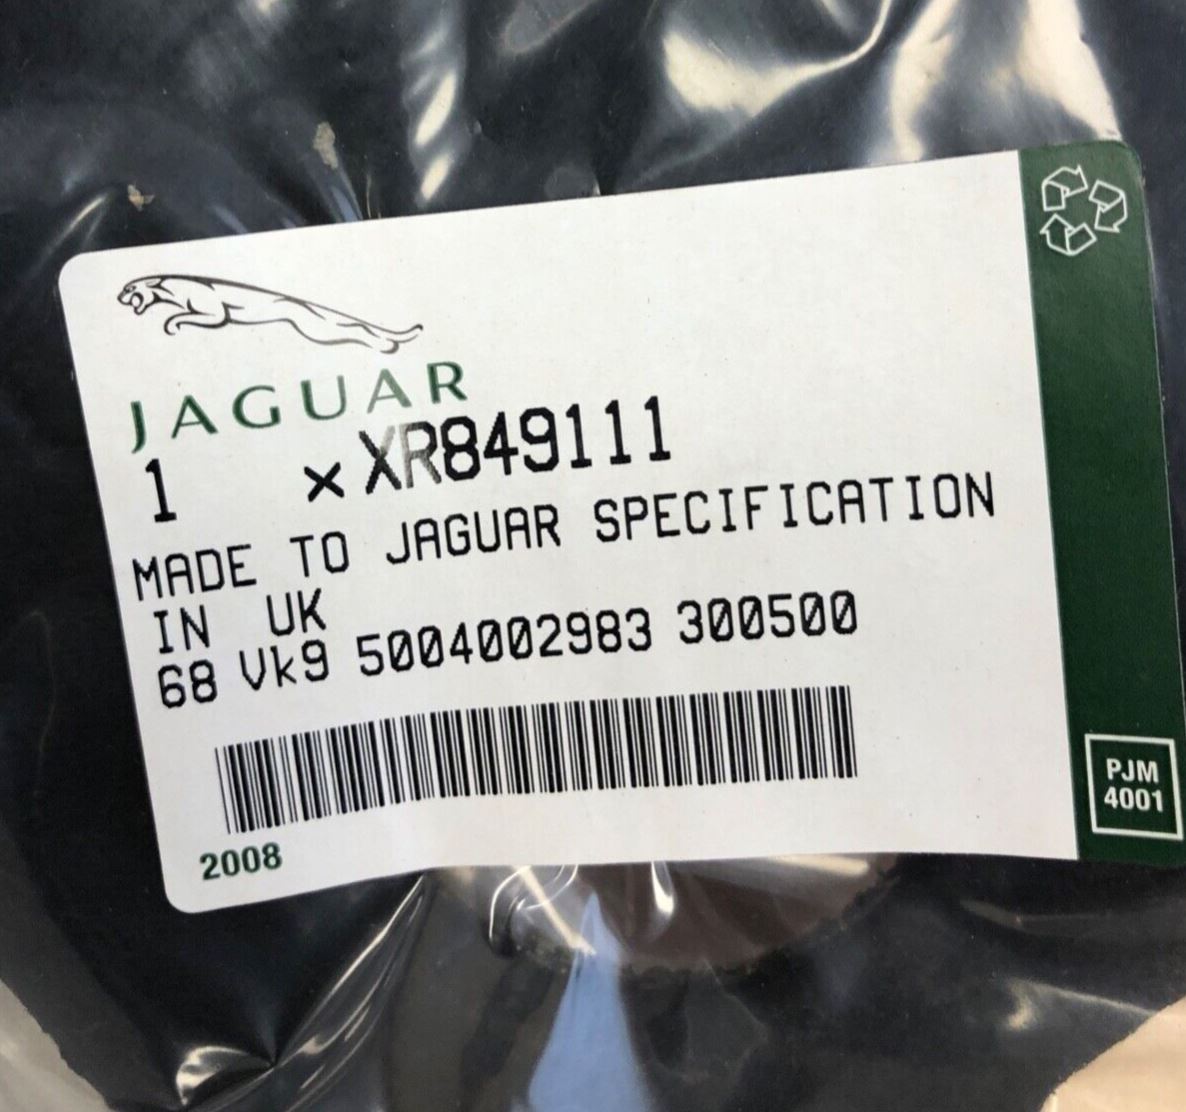 JAGUAR
1 x XR849111
MADE TO JAGUAR SPECIFICATION
IN UK
68 Vk9 5004002983 300500
2008
PJM
4001